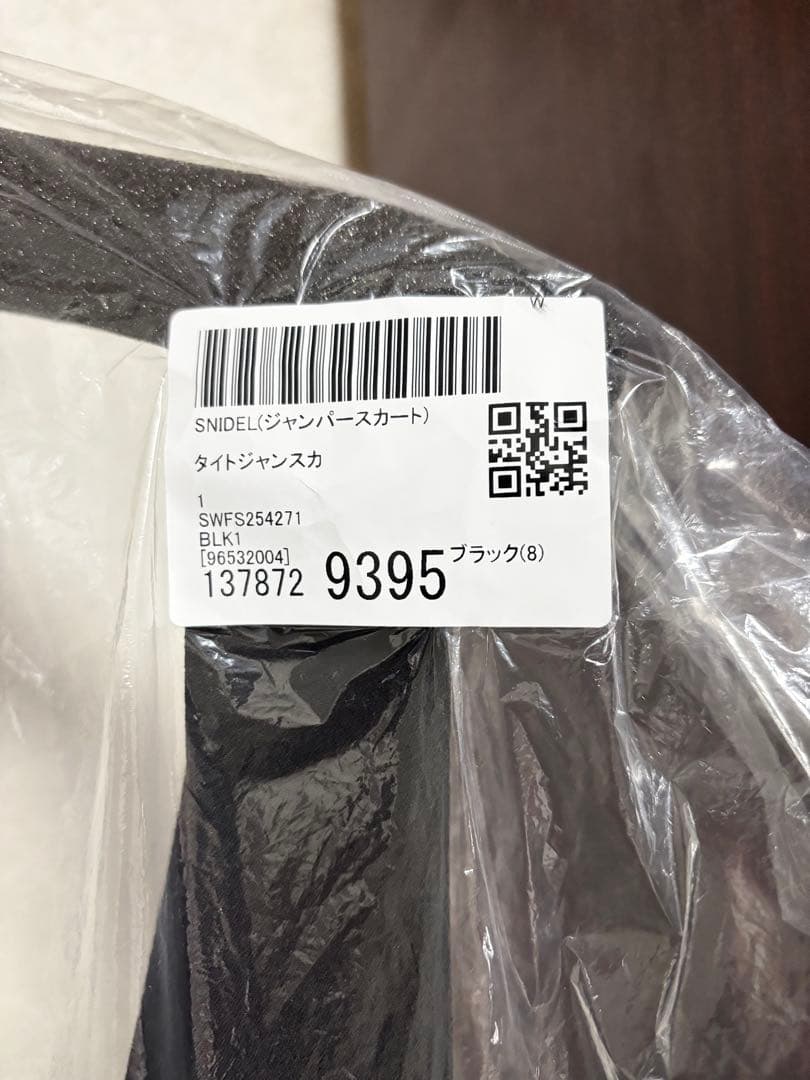 W
SNIDEL(ジャンパースカート)
タイトジャンスカ
1
SWFS254271
BLK1
[96532004]
137872 9395 ブラック(8)